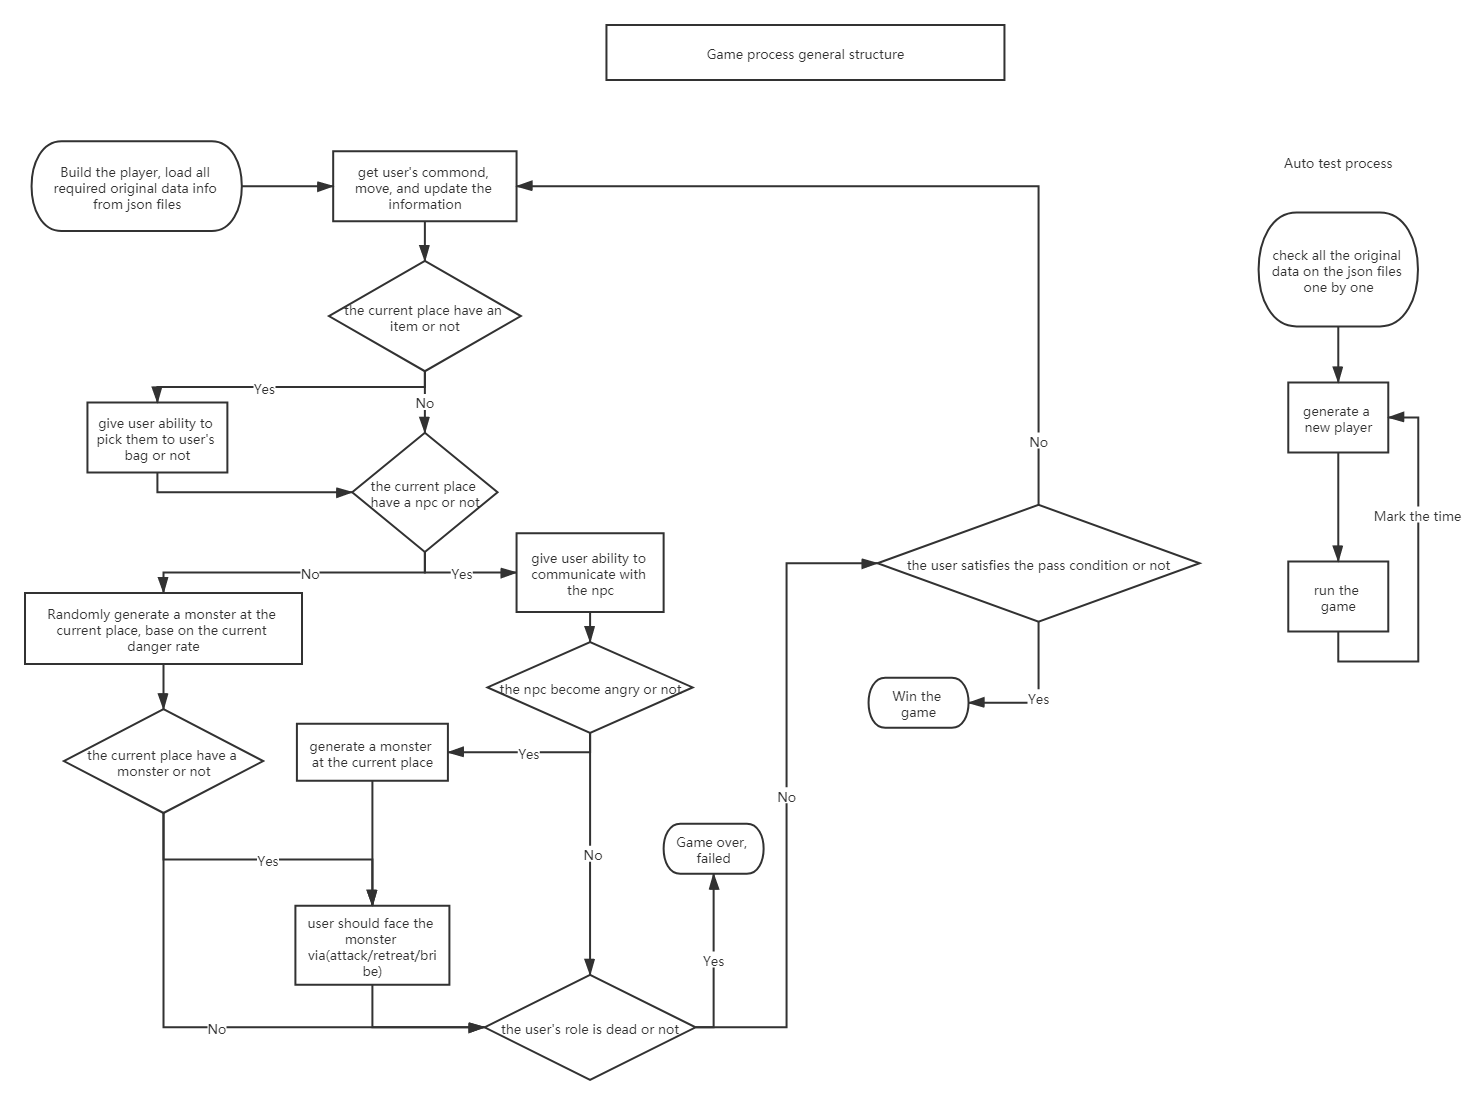 Game process general structure
Build the player, load all
required original data info
from json files
get user's commond,
move, and update the
information
the current place have an
item or not
Yes
No
give user ability to
pick them to user's
bag or not
the current place
have a npc or not
No
Yes
give user ability to
communicate with
the npc
Randomly generate a monster at the
current place, base on the current
danger rate
the npc become angry or not
the current place have a
monster or not
generate a monster
at the current place
Yes
No
Yes
user should face the
monster
via(attack/retreat/bri
be)
No
the user's role is dead or not
Yes
Game over,
failed
No
the user satisfies the pass condition or not
No
Yes
Win the
game
Auto test process
check all the original
data on the json files
one by one
generate a
new player
Mark the time
run the
game